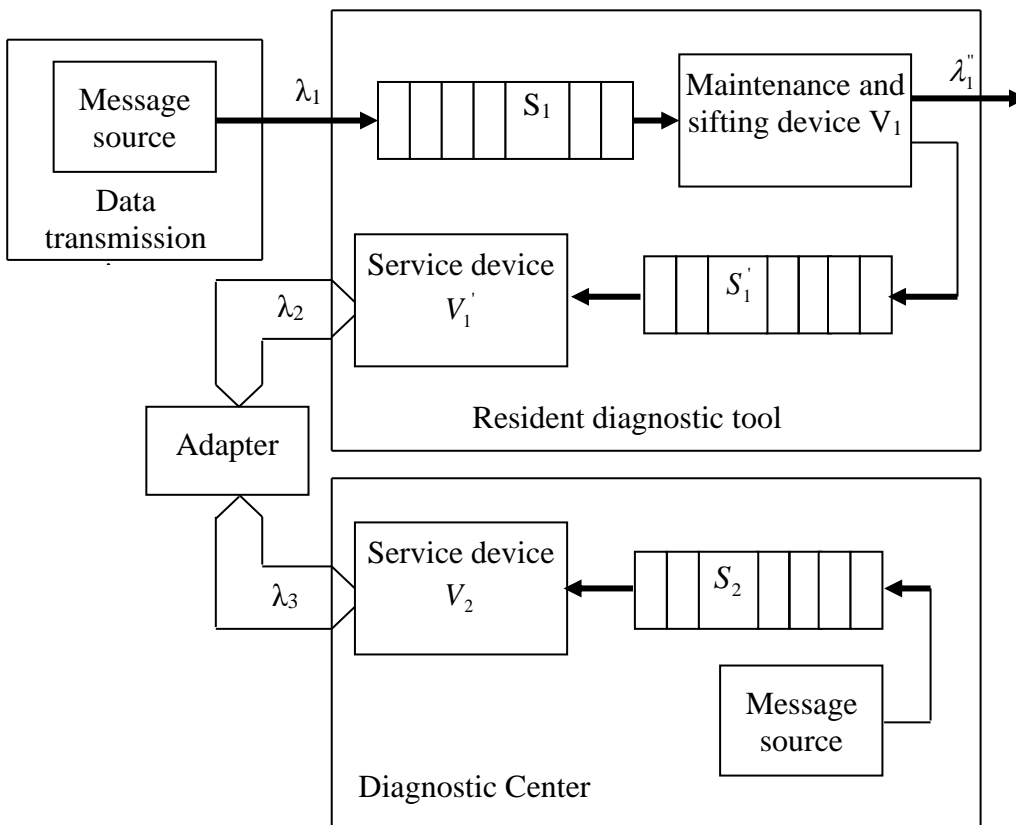 Message
source
Data
transmission
λ₁
S₁
Maintenance and
sifting device V₁
λ₁"
Service device
V₁'
S₁'
λ₂
Resident diagnostic tool
Adapter
Service device
V₂
S₂
λ₃
Message
source
Diagnostic Center